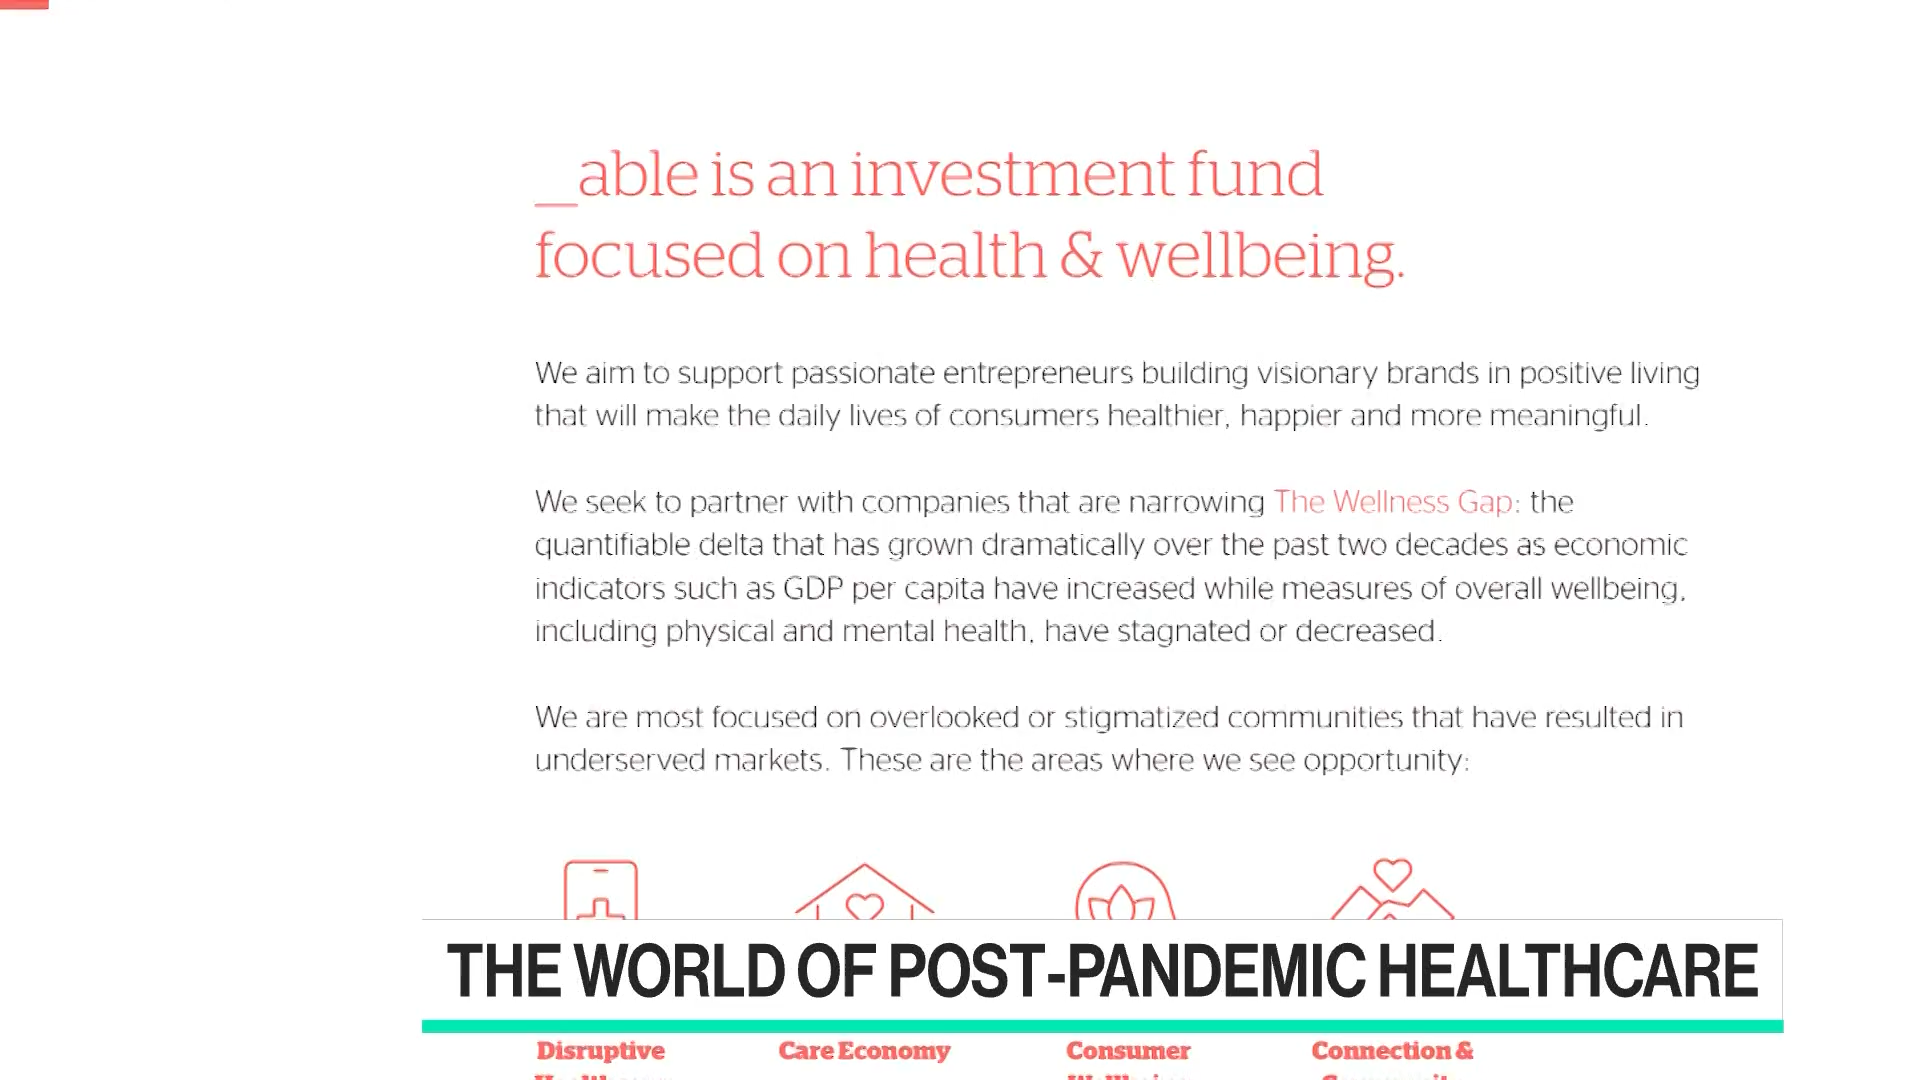 __able is an investment fund
focused on health & wellbeing.
We aim to support passionate entrepreneurs building visionary brands in positive living
that will make the daily lives of consumers healthier, happier and more meaningful.
We seek to partner with companies that are narrowing The Wellness Gap: the
quantifiable delta that has grown dramatically over the past two decades as economic
indicators such as GDP per capita have increased while measures of overall wellbeing,
including physical and mental health, have stagnated or decreased.
We are most focused on overlooked or stigmatized communities that have resulted in
underserved markets. These are the areas where we see opportunity:
THE WORLD OF POST-PANDEMIC HEALTHCARE
Disruptive Care Economy Consumer Connection &